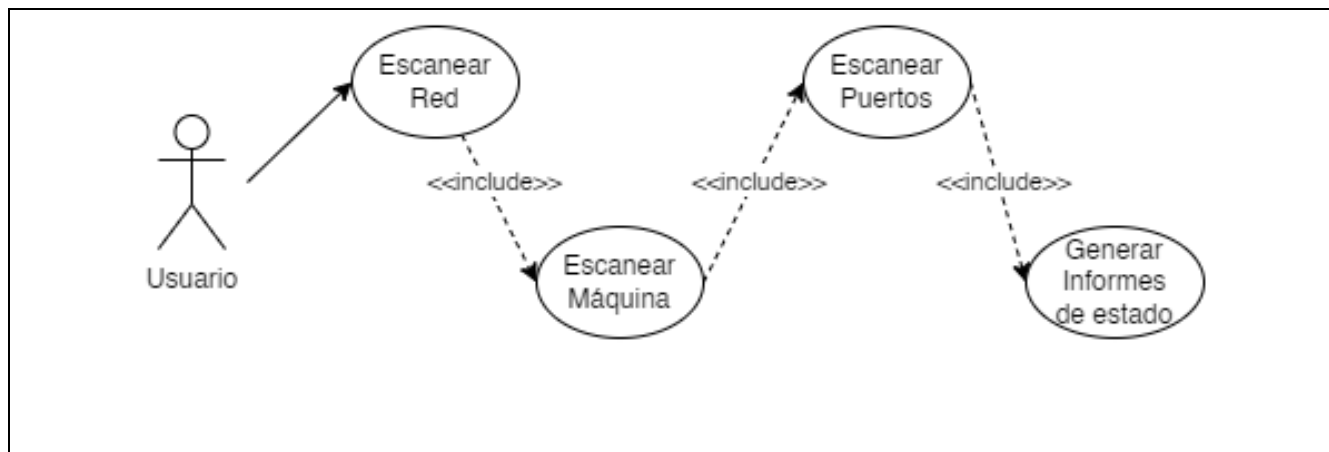 Escanear
Red
Escanear
Puertos
<<include>>
<<include>>
<<include>>
Usuario
Escanear
Máquina
Generar
Informes
de estado